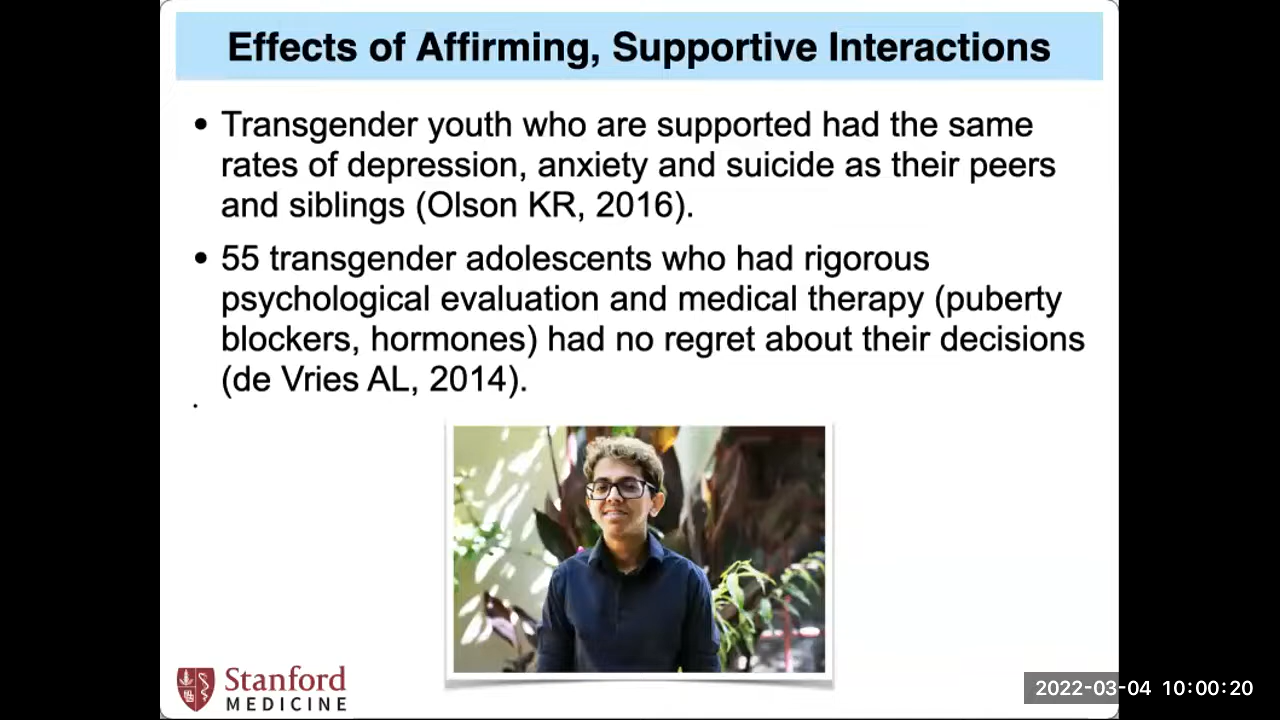 Effects of Affirming, Supportive Interactions
• Transgender youth who are supported had the same
rates of depression, anxiety and suicide as their peers
and siblings (Olson KR, 2016).
• 55 transgender adolescents who had rigorous
psychological evaluation and medical therapy (puberty
blockers, hormones) had no regret about their decisions
(de Vries AL, 2014).
Stanford
MEDICINE
2022-03-04 10:00:20